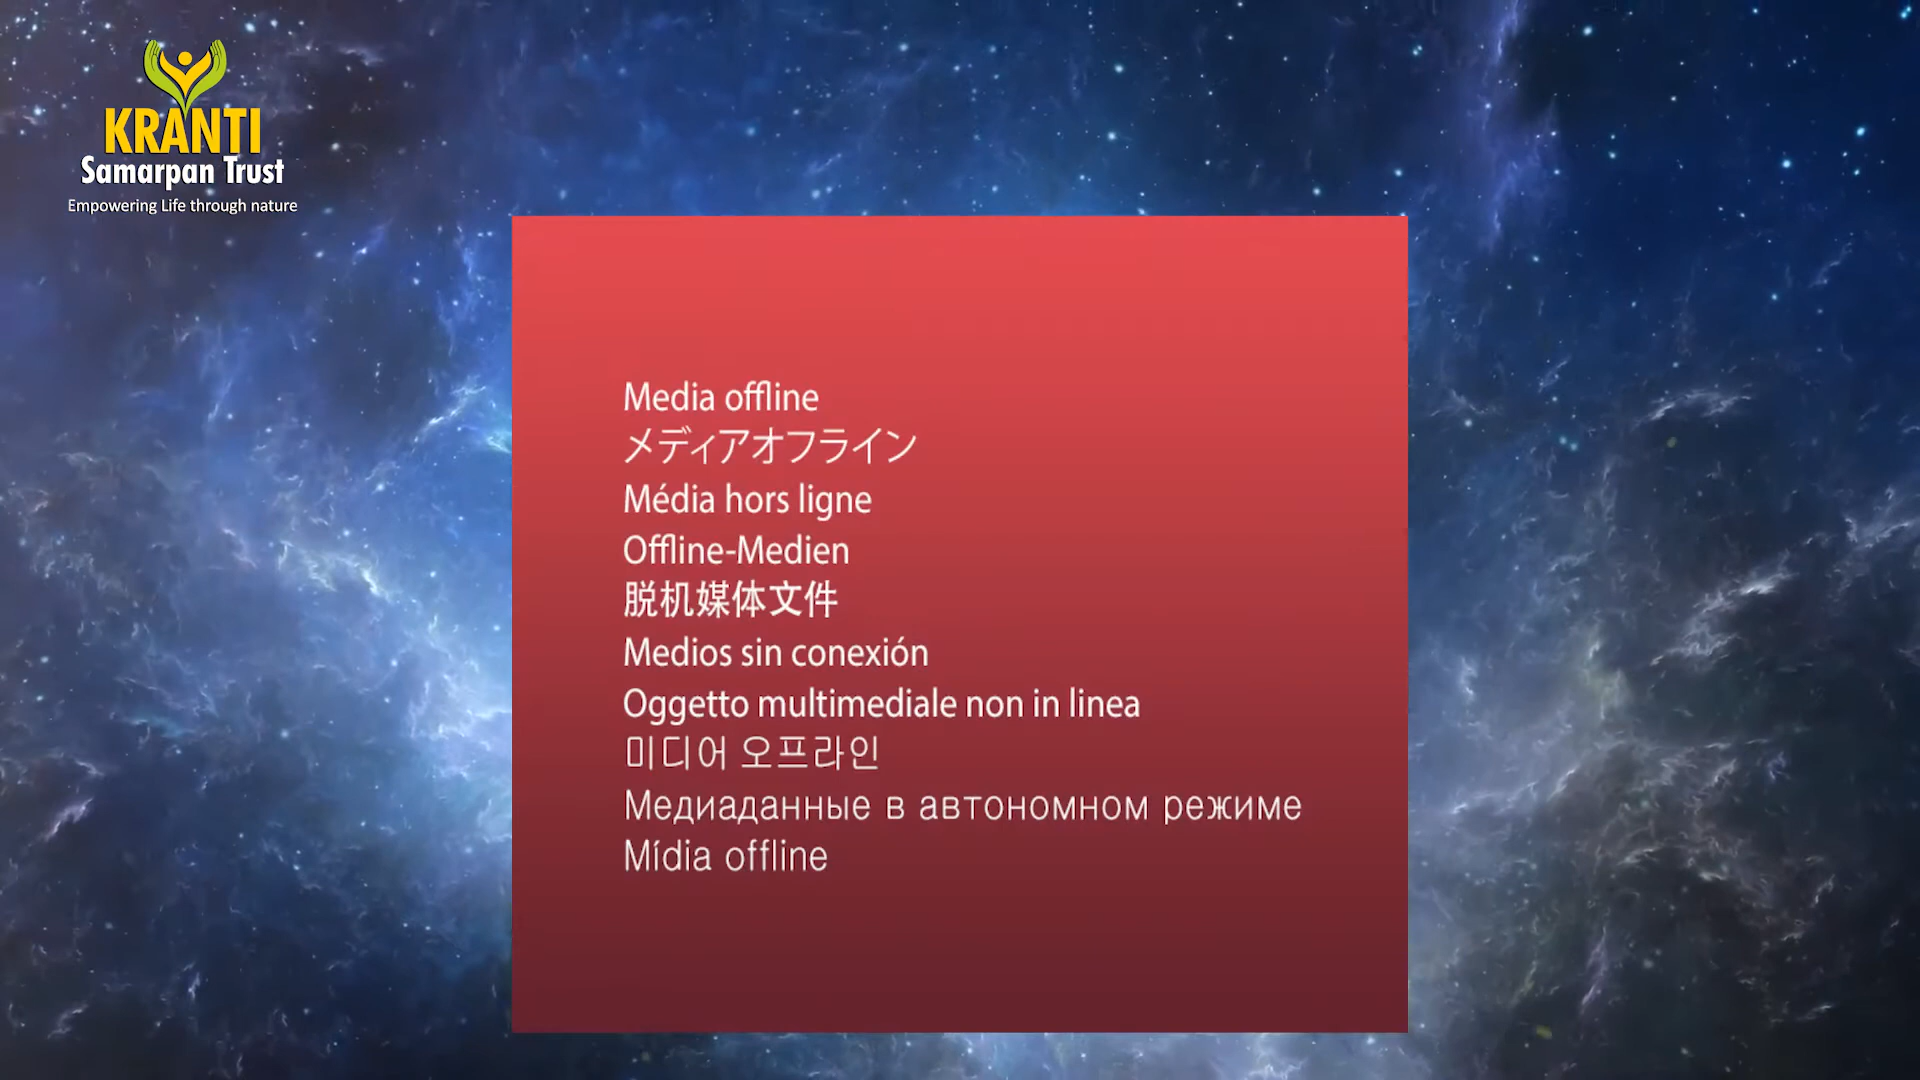 KRANTI
Samarpan Trust
Empowering Life through nature
Media offline
メディアオフライン
Média hors ligne
Offline-Medien
脱机媒体文件
Medios sin conexión
Oggetto multimediale non in linea
미디어 오프라인
Медиаданные в автономном режиме
Mídia offline